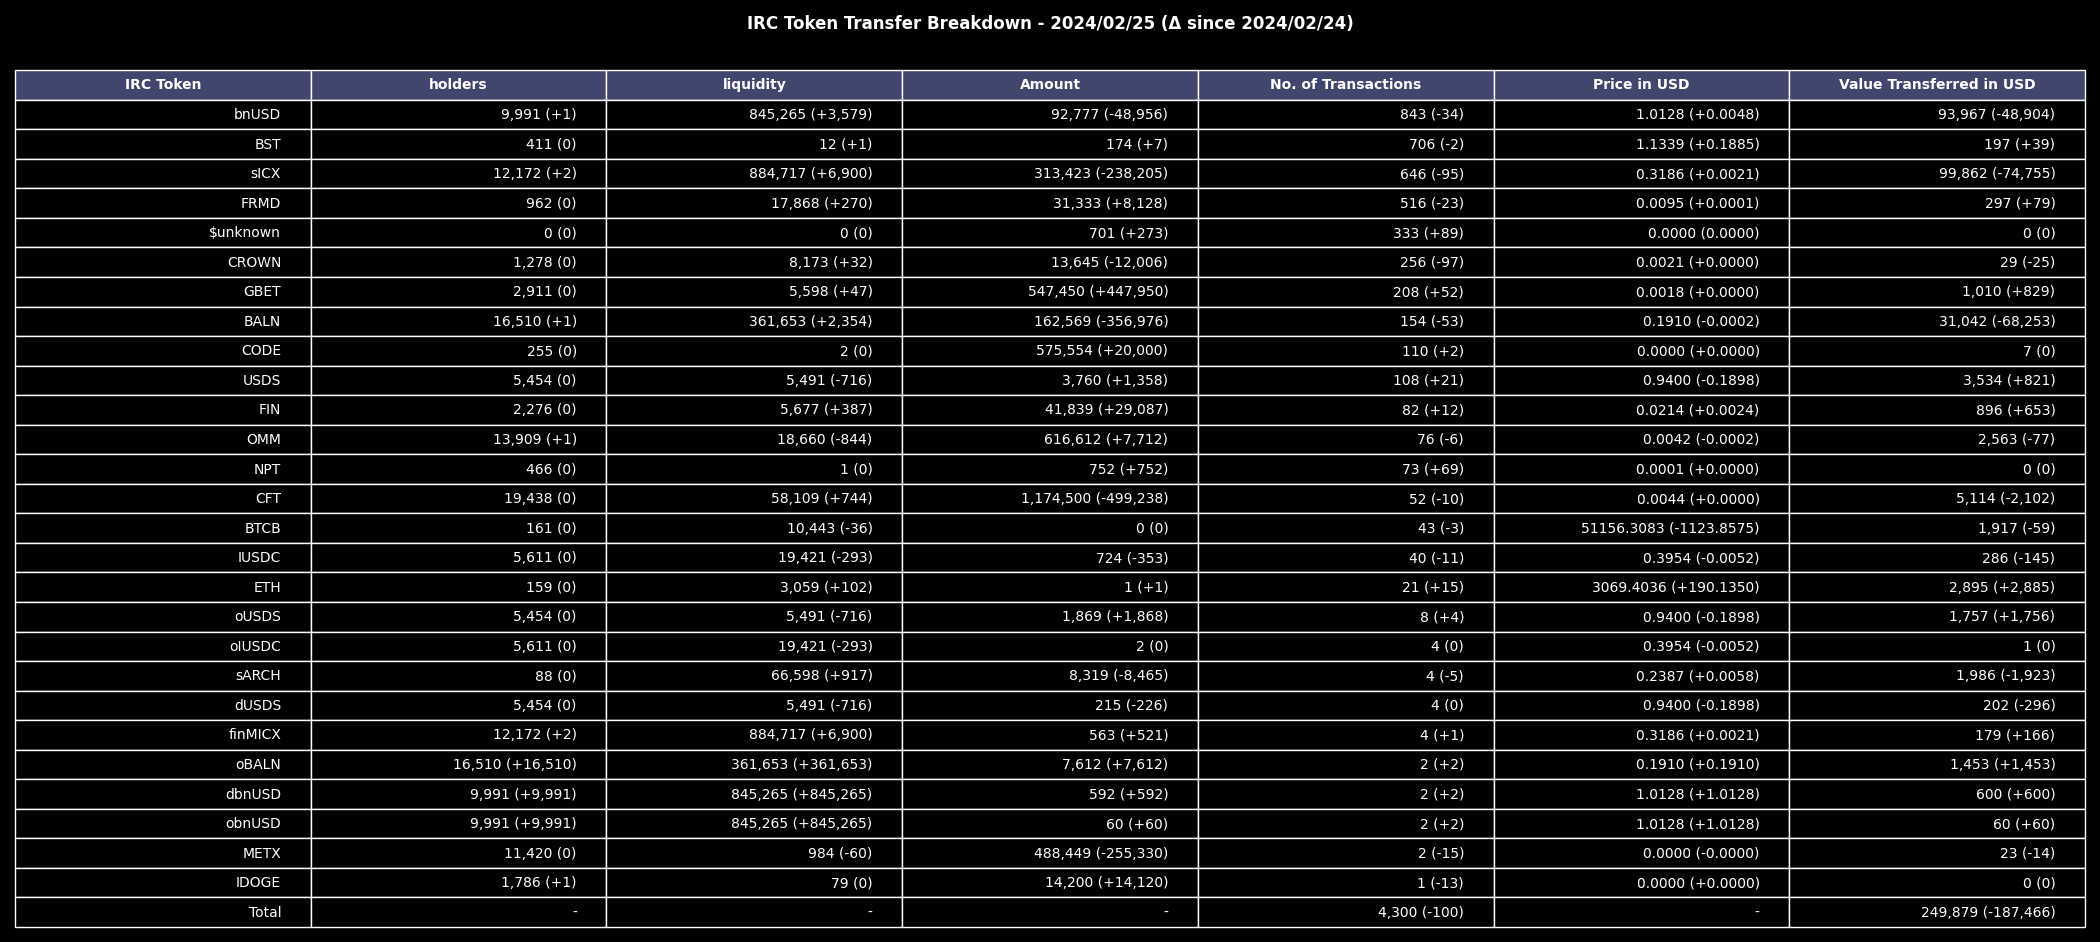 IRC Token Transfer Breakdown - 2024/02/25 (Δ since 2024/02/24)
IRC Token holders liquidity Amount No. of Transactions Price in USD Value Transferred in USD
bnUSD 9,991 (+1) 845,265 (+3,579) 92,777 (-48,956) 843 (-34) 1.0128 (+0.0048) 93,967 (-48,904)
BST 411 (0) 12 (+1) 174 (+7) 706 (-2) 1.1339 (+0.1885) 197 (+39)
sICX 12,172 (+2) 884,717 (+6,900) 313,423 (-238,205) 646 (-95) 0.3186 (+0.0021) 99,862 (-74,755)
FRMD 962 (0) 17,868 (+270) 31,333 (+8,128) 516 (-23) 0.0095 (+0.0001) 297 (+79)
$unknown 0 (0) 0 (0) 701 (+273) 333 (+89) 0.0000 (0.0000) 0 (0)
CROWN 1,278 (0) 8,173 (+32) 13,645 (-12,006) 256 (-97) 0.0021 (+0.0000) 29 (-25)
GBET 2,911 (0) 5,598 (+47) 547,450 (+447,950) 208 (+52) 0.0018 (+0.0000) 1,010 (+829)
BALN 16,510 (+1) 361,653 (+2,354) 162,569 (-356,976) 154 (-53) 0.1910 (-0.0002) 31,042 (-68,253)
CODE 255 (0) 2 (0) 575,554 (+20,000) 110 (+2) 0.0000 (+0.0000) 7 (0)
USDS 5,454 (0) 5,491 (-716) 3,760 (+1,358) 108 (+21) 0.9400 (-0.1898) 3,534 (+821)
FIN 2,276 (0) 5,677 (+387) 41,839 (+29,087) 82 (+12) 0.0214 (+0.0024) 896 (+653)
OMM 13,909 (+1) 18,660 (-844) 616,612 (+7,712) 76 (-6) 0.0042 (-0.0002) 2,563 (-77)
NPT 466 (0) 1 (0) 752 (+752) 73 (+69) 0.0001 (+0.0000) 0 (0)
CFT 19,438 (0) 58,109 (+744) 1,174,500 (-499,238) 52 (-10) 0.0044 (+0.0000) 5,114 (-2,102)
BTCB 161 (0) 10,443 (-36) 0 (0) 43 (-3) 51156.3083 (-1123.8575) 1,917 (-59)
IUSDC 5,611 (0) 19,421 (-293) 724 (-353) 40 (-11) 0.3954 (-0.0052) 286 (-145)
ETH 159 (0) 3,059 (+102) 1 (+1) 21 (+15) 3069.4036 (+190.1350) 2,895 (+2,885)
oUSDS 5,454 (0) 5,491 (-716) 1,869 (+1,868) 8 (+4) 0.9400 (-0.1898) 1,757 (+1,756)
oIUSDC 5,611 (0) 19,421 (-293) 2 (0) 4 (0) 0.3954 (-0.0052) 1 (0)
sARCH 88 (0) 66,598 (+917) 8,319 (-8,465) 4 (-5) 0.2387 (+0.0058) 1,986 (-1,923)
dUSDS 5,454 (0) 5,491 (-716) 215 (-226) 4 (0) 0.9400 (-0.1898) 202 (-296)
finMICX 12,172 (+2) 884,717 (+6,900) 563 (+521) 4 (+1) 0.3186 (+0.0021) 179 (+166)
oBALN 16,510 (+16,510) 361,653 (+361,653) 7,612 (+7,612) 2 (+2) 0.1910 (+0.1910) 1,453 (+1,453)
dbnUSD 9,991 (+9,991) 845,265 (+845,265) 592 (+592) 2 (+2) 1.0128 (+1.0128) 600 (+600)
obnUSD 9,991 (+9,991) 845,265 (+845,265) 60 (+60) 2 (+2) 1.0128 (+1.0128) 60 (+60)
METX 11,420 (0) 984 (-60) 488,449 (-255,330) 2 (-15) 0.0000 (-0.0000) 23 (-14)
IDOGE 1,786 (+1) 79 (0) 14,200 (+14,120) 1 (-13) 0.0000 (+0.0000) 0 (0)
Total - - - 4,300 (-100) - 249,879 (-187,466)